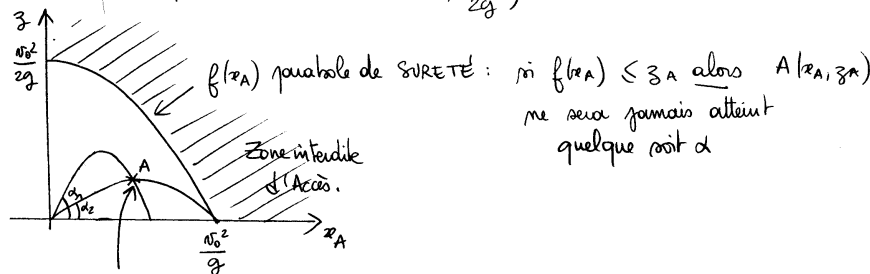 2g
z
v₀²
2g
f(x_A) parabole de SURETÉ : si f(x_A) ≤ z_A alors A(x_A, z_A)
ne sera jamais atteint
quelque soit α
Zone interdite
d'Accès.
A
α₁
α₂
v₀²
g
x_A